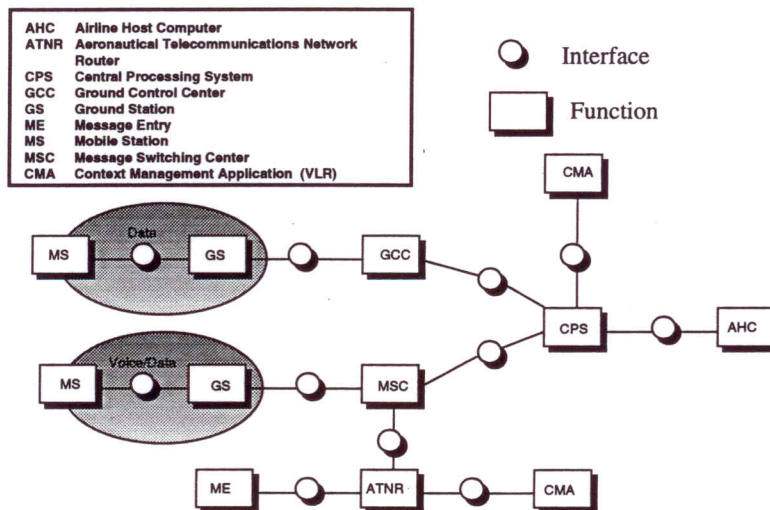 AHC Airline Host Computer
ATNR Aeronautical Telecommunications Network
Router
CPS Central Processing System
GCC Ground Control Center
GS Ground Station
ME Message Entry
MS Mobile Station
MSC Message Switching Center
CMA Context Management Application (VLR)
Interface
Function
CMA
Data
MS
GS
GCC
CPS
AHC
Voice/Data
MS
GS
MSC
ME
ATNR
CMA